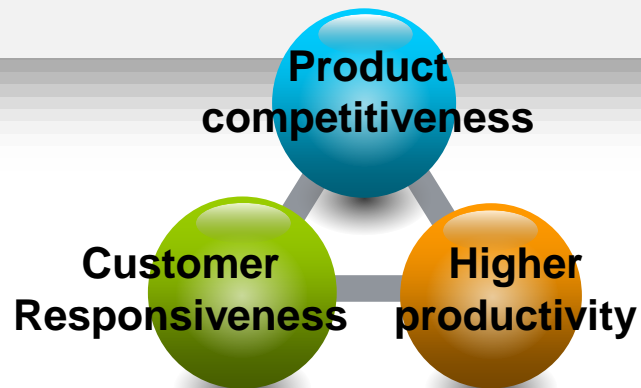 Product
competitiveness
Customer
Responsiveness
Higher
productivity